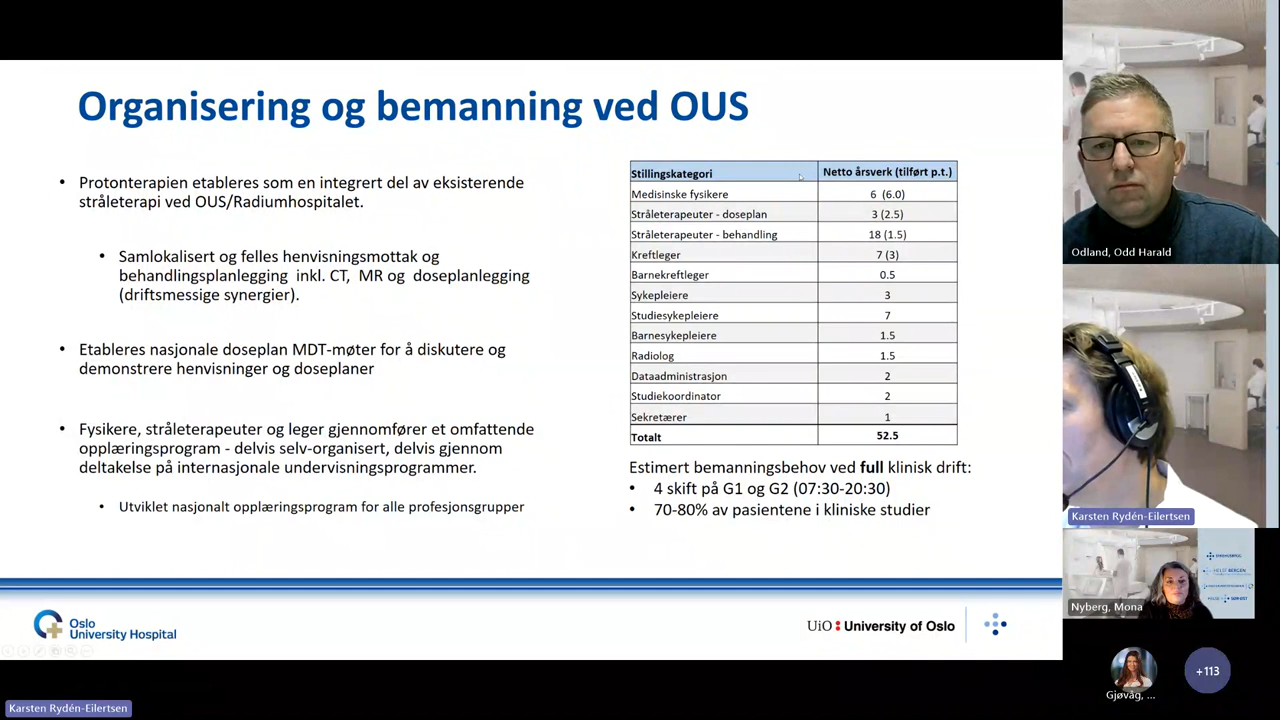 Organisering og bemanning ved OUS
• Protonterapien etableres som en integrert del av eksisterende
stråleterapi ved OUS/Radiumhospitalet.
• Samlokalisert og felles henvisningsmottak og
behandlingsplanlegging inkl. CT, MR og doseplanlegging
(driftsmessige synergier).
• Etableres nasjonale doseplan MDT-møter for å diskutere og
demonstrere henvisninger og doseplaner
• Fysikere, stråleterapeuter og leger gjennomfører et omfattende
opplæringsprogram - delvis selv-organisert, delvis gjennom
deltakelse på internasjonale undervisningsprogrammer.
• Utviklet nasjonalt opplæringsprogram for alle profesjonsgrupper
Stillingskategori Netto årsverk (tilført p.t.)
Medisinske fysikere 6 (6.0)
Stråleterapeuter - doseplan 3 (2.5)
Stråleterapeuter - behandling 18 (1.5)
Kreftleger 7 (3)
Barnekreftleger 0.5
Sykepleiere 3
Studiesykepleiere 7
Barnesykepleiere 1.5
Radiolog 1.5
Dataadministrasjon 2
Studiekoordinator 2
Sekretærer 1
Totalt 52.5
Estimert bemanningsbehov ved full klinisk drift:
• 4 skift på G1 og G2 (07:30-20:30)
• 70-80% av pasientene i kliniske studier
Oslo
University Hospital
UiO University of Oslo
Karsten Rydén-Eilertsen
Odland, Odd Harald
Karsten Rydén-Eilertsen
HELSE BERGEN
Nyberg, Mona
Gjøvåg, ...
+113